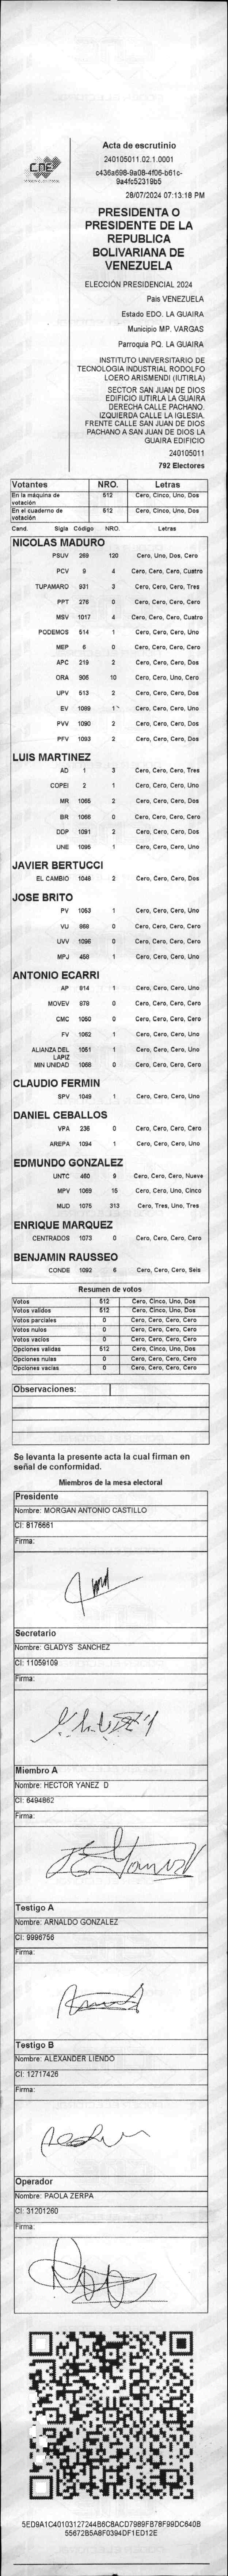 CNE
Acta de escrutinio
240105011.02.1.0001
c436a698-9a08-4f06-b61c-
9a4fc52319b5
28/07/2024 07:13:18 PM
PRESIDENTA O
PRESIDENTE DE LA
REPUBLICA
BOLIVARIANA DE
VENEZUELA
ELECCIÓN PRESIDENCIAL 2024
País VENEZUELA
Estado EDO. LA GUAIRA
Municipio MP. VARGAS
Parroquia PQ. LA GUAIRA
INSTITUTO UNIVERSITARIO DE
TECNOLOGIA INDUSTRIAL RODOLFO
LOERO ARISMENDI (IUTIRLA)
SECTOR SAN JUAN DE DIOS
EDIFICIO IUTIRLA LA GUAIRA
DERECHA CALLE PACHANO.
IZQUIERDA CALLE LA IGLESIA.
FRENTE CALLE SAN JUAN DE DIOS
PACHANO A SAN JUAN DE DIOS LA
GUAIRA EDIFICIO
240105011
792 Electores
Votantes NRO. Letras
En la máquina de votación 512 Cero, Cinco, Uno, Dos
En el cuaderno de votación 512 Cero, Cinco, Uno, Dos
Cand. Sigla Código NRO. Letras
NICOLAS MADURO
PSUV 269 120 Cero, Uno, Dos, Cero
PCV 9 4 Cero, Cero, Cero, Cuatro
TUPAMARO 931 3 Cero, Cero, Cero, Tres
PPT 276 0 Cero, Cero, Cero, Cero
MSV 1017 4 Cero, Cero, Cero, Cuatro
PODEMOS 514 1 Cero, Cero, Cero, Uno
MEP 6 0 Cero, Cero, Cero, Cero
APC 219 2 Cero, Cero, Cero, Dos
ORA 906 10 Cero, Cero, Uno, Cero
UPV 513 2 Cero, Cero, Cero, Dos
EV 1089 1 Cero, Cero, Cero, Uno
PVV 1090 2 Cero, Cero, Cero, Dos
PFV 1093 2 Cero, Cero, Cero, Dos
LUIS MARTINEZ
AD 1 3 Cero, Cero, Cero, Tres
COPEI 2 1 Cero, Cero, Cero, Uno
MR 1065 2 Cero, Cero, Cero, Dos
BR 1066 0 Cero, Cero, Cero, Cero
DDP 1091 2 Cero, Cero, Cero, Dos
UNE 1095 1 Cero, Cero, Cero, Uno
JAVIER BERTUCCI
EL CAMBIO 1048 2 Cero, Cero, Cero, Dos
JOSE BRITO
PV 1053 1 Cero, Cero, Cero, Uno
VU 868 0 Cero, Cero, Cero, Cero
UVV 1096 0 Cero, Cero, Cero, Cero
MPJ 458 1 Cero, Cero, Cero, Uno
ANTONIO ECARRI
AP 814 1 Cero, Cero, Cero, Uno
MOVEV 878 0 Cero, Cero, Cero, Cero
CMC 1050 0 Cero, Cero, Cero, Cero
FV 1062 1 Cero, Cero, Cero, Uno
ALIANZA DEL LAPIZ 1051 1 Cero, Cero, Cero, Uno
MIN UNIDAD 1068 0 Cero, Cero, Cero, Cero
CLAUDIO FERMIN
SPV 1049 1 Cero, Cero, Cero, Uno
DANIEL CEBALLOS
VPA 236 0 Cero, Cero, Cero, Cero
AREPA 1094 1 Cero, Cero, Cero, Uno
EDMUNDO GONZALEZ
UNTC 460 9 Cero, Cero, Cero, Nueve
MPV 1069 15 Cero, Cero, Uno, Cinco
MUD 1075 313 Cero, Tres, Uno, Tres
ENRIQUE MARQUEZ
CENTRADOS 1073 0 Cero, Cero, Cero, Cero
BENJAMIN RAUSSEO
CONDE 1092 6 Cero, Cero, Cero, Seis
Resumen de votos
Votos 512 Cero, Cinco, Uno, Dos
Votos validos 512 Cero, Cinco, Uno, Dos
Votos parciales 0 Cero, Cero, Cero, Cero
Votos nulos 0 Cero, Cero, Cero, Cero
Votos vacíos 0 Cero, Cero, Cero, Cero
Opciones validas 512 Cero, Cinco, Uno, Dos
Opciones nulas 0 Cero, Cero, Cero, Cero
Opciones vacías 0 Cero, Cero, Cero, Cero
Observaciones:
Se levanta la presente acta la cual firman en
señal de conformidad.
Miembros de la mesa electoral
Presidente
Nombre: MORGAN ANTONIO CASTILLO
CI: 8176661
Firma:
Secretario
Nombre: GLADYS SANCHEZ
CI: 11059109
Firma:
Miembro A
Nombre: HECTOR YANEZ D
CI: 6494862
Firma:
Testigo A
Nombre: ARNALDO GONZALEZ
CI: 9996756
Firma:
Testigo B
Nombre: ALEXANDER LIENDO
CI: 12717426
Firma:
Operador
Nombre: PAOLA ZERPA
CI: 31201260
Firma:
5ED9A1C40103127244B6C8ACD7989FB78F99DC640B
55672B5A8F0394DF1ED12E